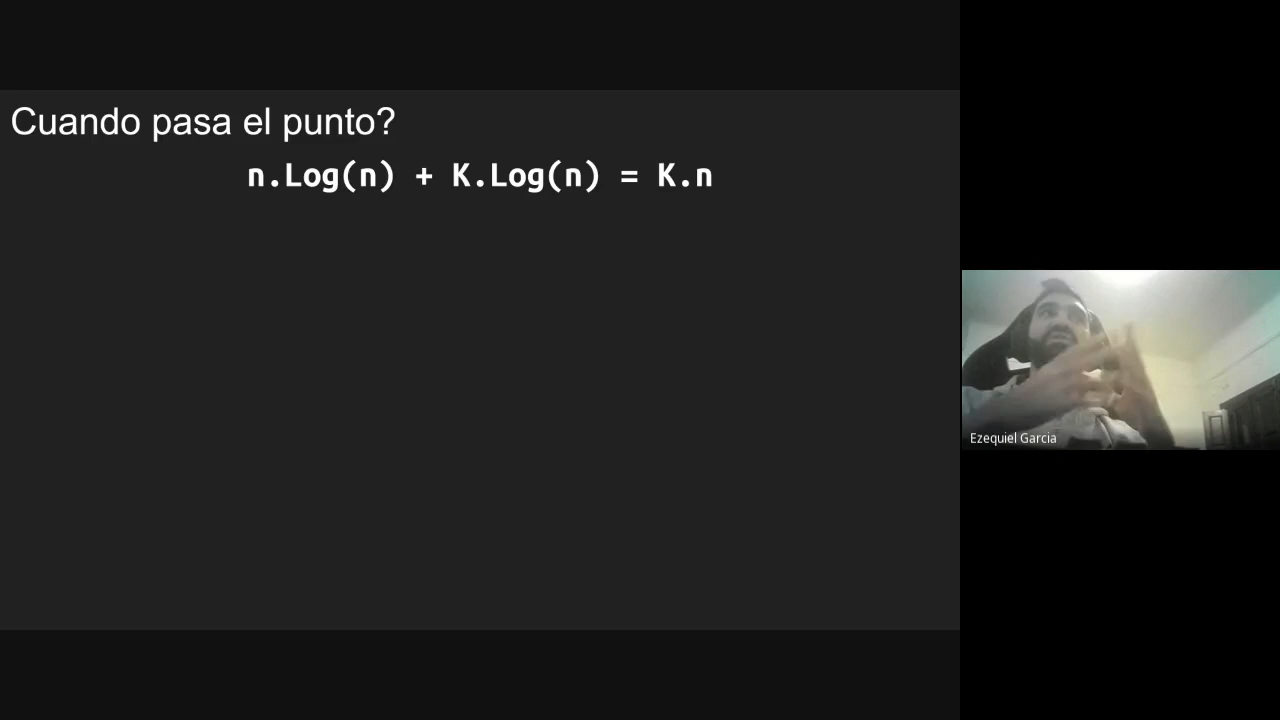 Cuando pasa el punto?
n.Log(n) + K.Log(n) = K.n
Ezequiel Garcia